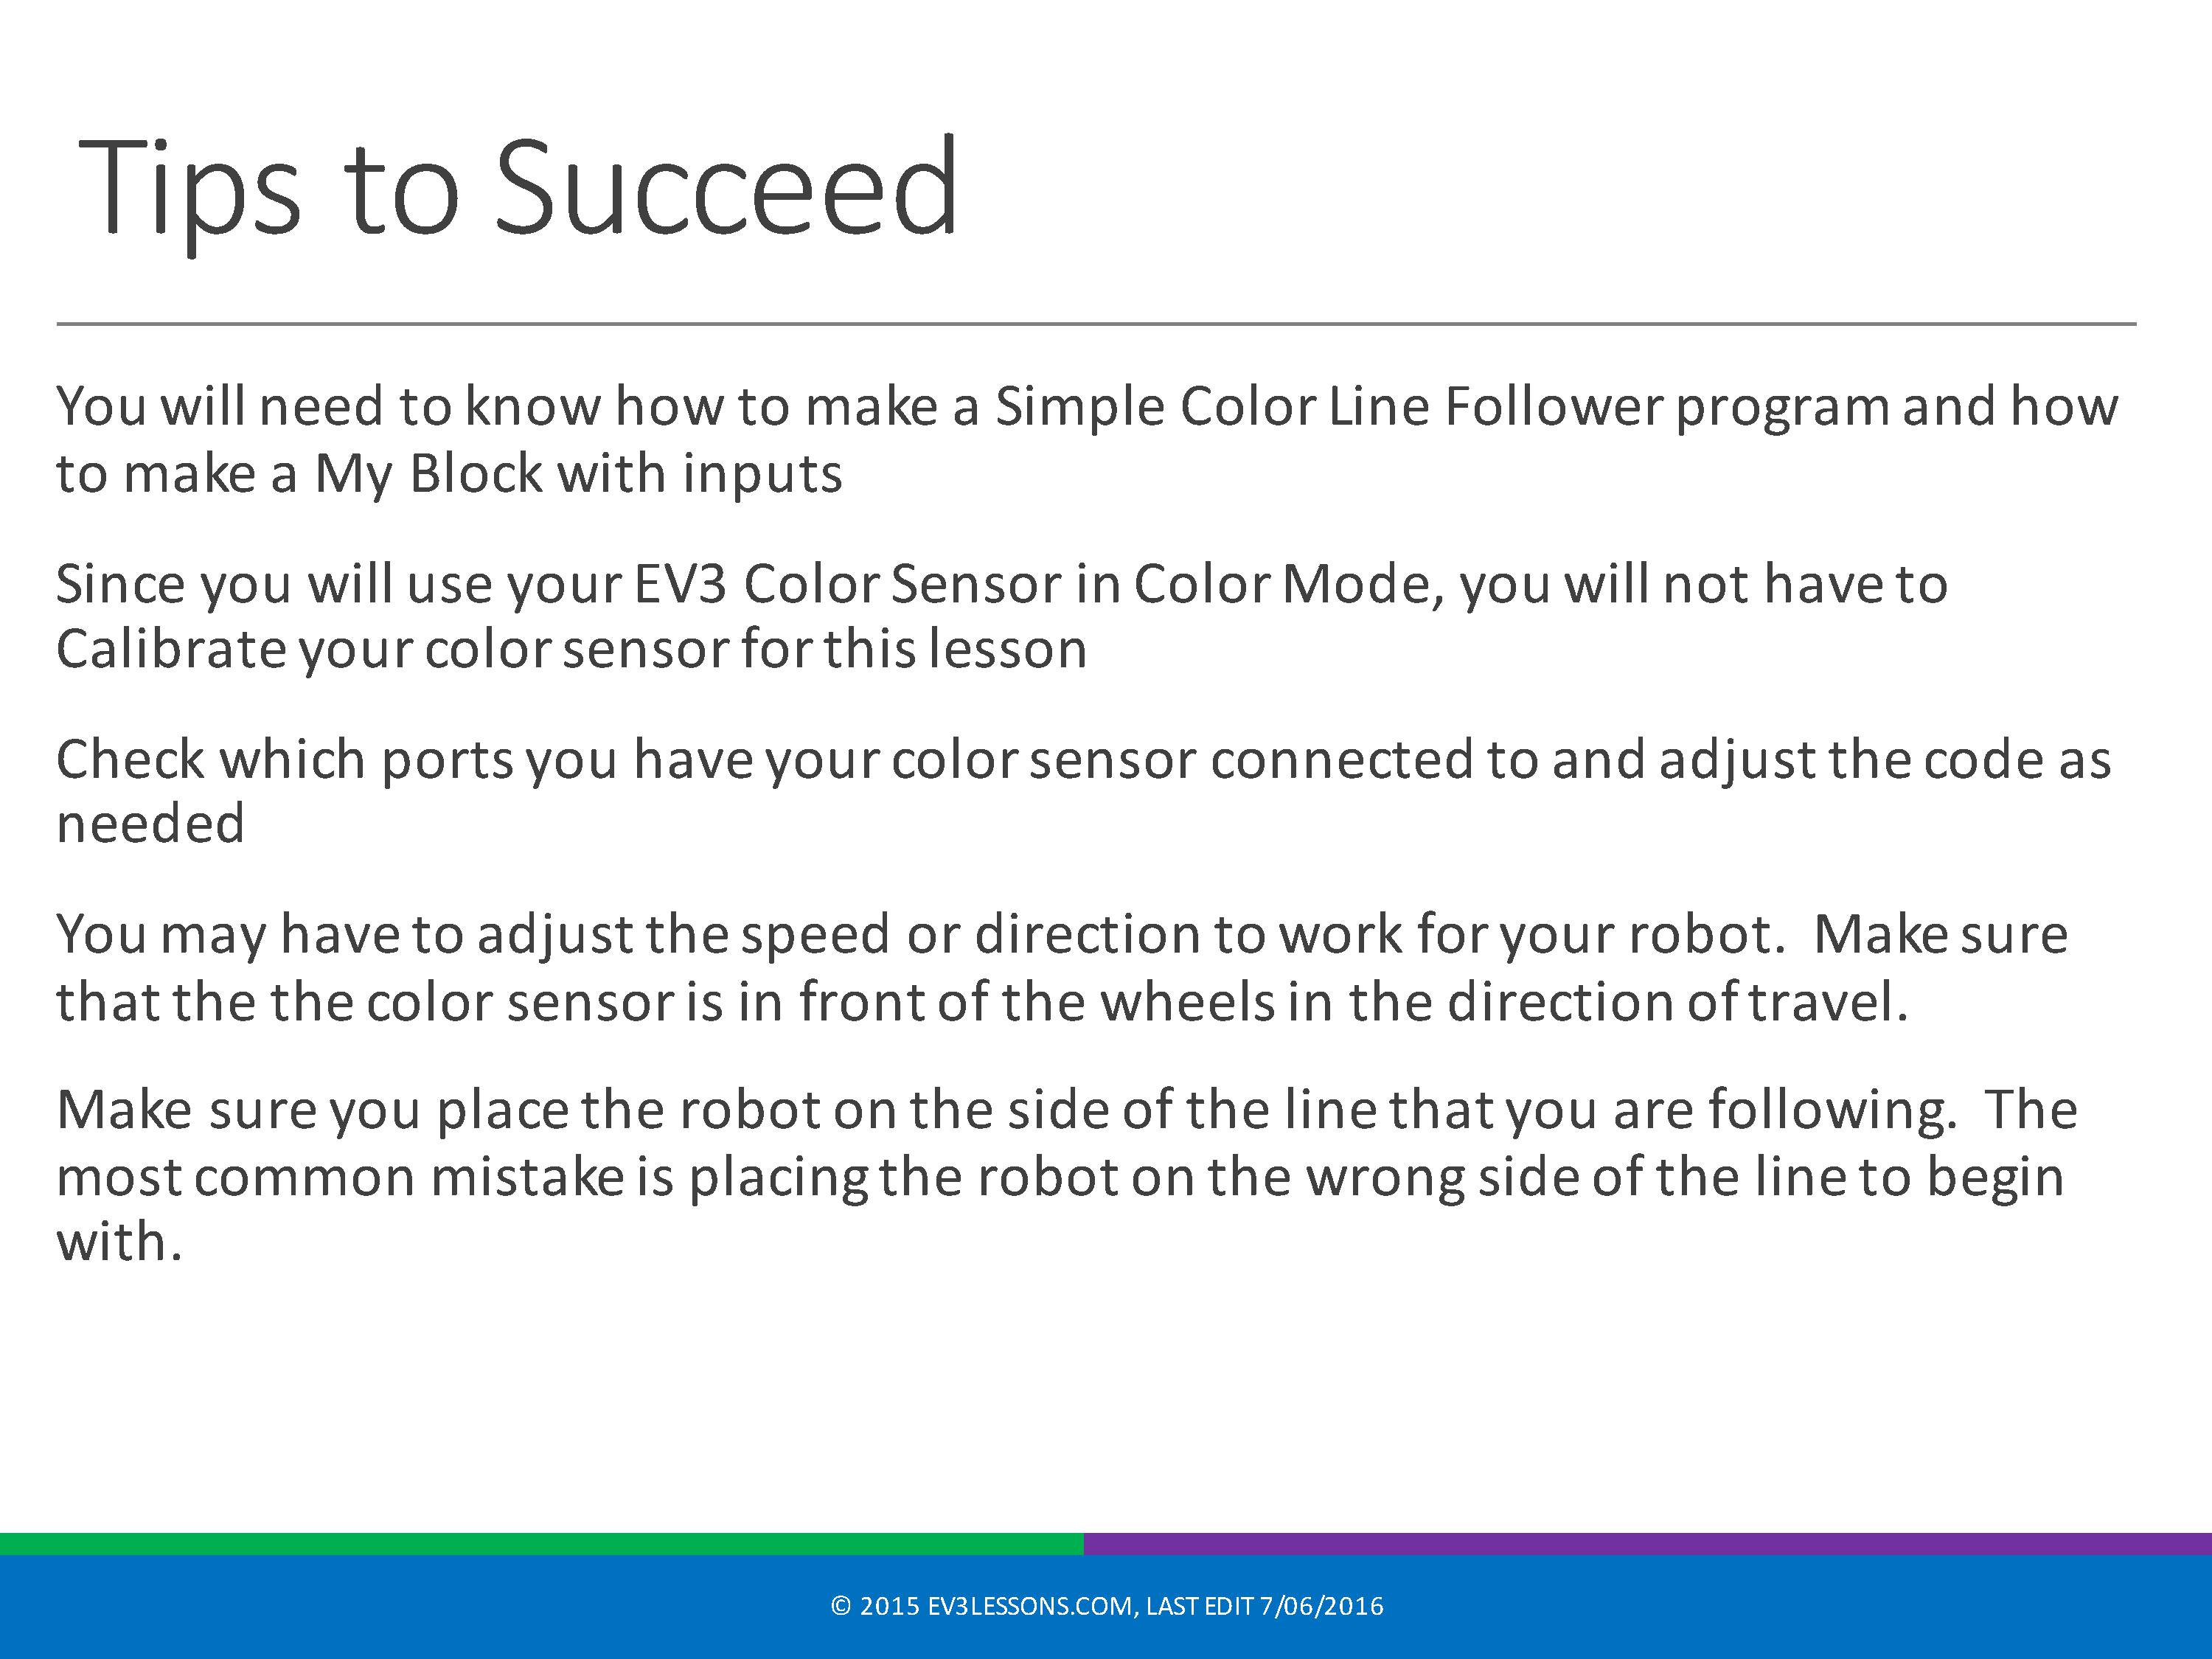 Tips to Succeed
You will need to know how to make a Simple Color Line Follower program and how
to make a My Block with inputs
Since you will use your EV3 Color Sensor in Color Mode, you will not have to
Calibrate your color sensor for this lesson
Check which ports you have your color sensor connected to and adjust the code as
needed
You may have to adjust the speed or direction to work for your robot. Make sure
that the the color sensor is in front of the wheels in the direction of travel.
Make sure you place the robot on the side of the line that you are following. The
most common mistake is placing the robot on the wrong side of the line to begin
with.
© 2015 EV3LESSONS.COM, LAST EDIT 7/06/2016